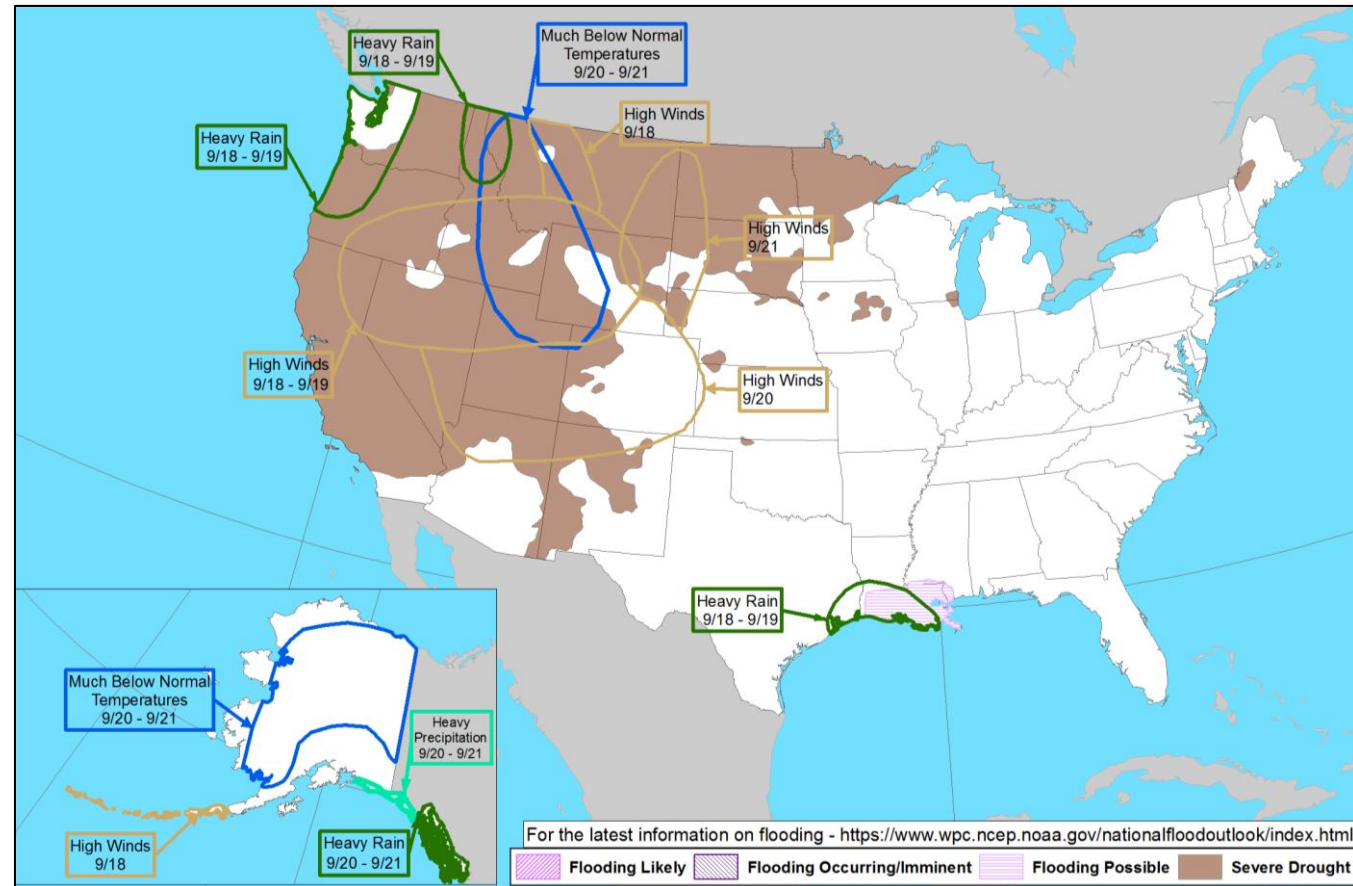 Heavy Rain
9/18 - 9/19
Much Below Normal
Temperatures
9/20 - 9/21
High Winds
9/18
Heavy Rain
9/18 - 9/19
High Winds
9/21
High Winds
9/18 - 9/19
High Winds
9/20
Heavy Rain
9/18 - 9/19
Much Below Normal
Temperatures
9/20 - 9/21
Heavy
Precipitation
9/20 - 9/21
High Winds
9/18
Heavy Rain
9/20 - 9/21
For the latest information on flooding - https://www.wpc.ncep.noaa.gov/nationalfloodoutlook/index.html
Flooding Likely Flooding Occurring/Imminent Flooding Possible Severe Drought